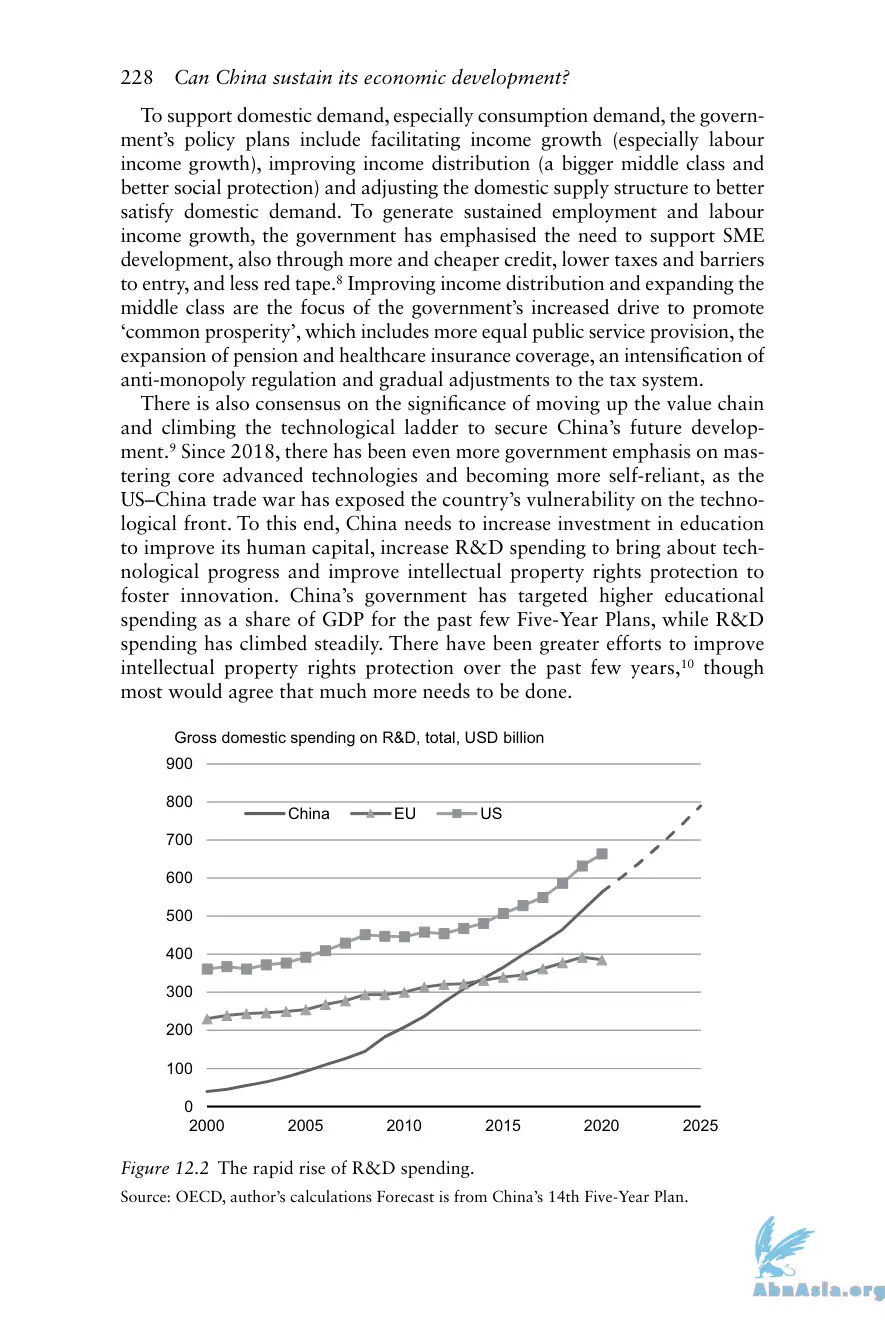 228 Can China sustain its economic development?
To support domestic demand, especially consumption demand, the govern-
ment’s policy plans include facilitating income growth (especially labour
income growth), improving income distribution (a bigger middle class and
better social protection) and adjusting the domestic supply structure to better
satisfy domestic demand. To generate sustained employment and labour
income growth, the government has emphasised the need to support SME
development, also through more and cheaper credit, lower taxes and barriers
to entry, and less red tape.⁸ Improving income distribution and expanding the
middle class are the focus of the government’s increased drive to promote
‘common prosperity’, which includes more equal public service provision, the
expansion of pension and healthcare insurance coverage, an intensification of
anti-monopoly regulation and gradual adjustments to the tax system.
There is also consensus on the significance of moving up the value chain
and climbing the technological ladder to secure China’s future develop-
ment.⁹ Since 2018, there has been even more government emphasis on mas-
tering core advanced technologies and becoming more self-reliant, as the
US–China trade war has exposed the country’s vulnerability on the techno-
logical front. To this end, China needs to increase investment in education
to improve its human capital, increase R&D spending to bring about tech-
nological progress and improve intellectual property rights protection to
foster innovation. China’s government has targeted higher educational
spending as a share of GDP for the past few Five-Year Plans, while R&D
spending has climbed steadily. There have been greater efforts to improve
intellectual property rights protection over the past few years,¹⁰ though
most would agree that much more needs to be done.
Gross domestic spending on R&D, total, USD billion
900
800
China EU US
700
600
500
400
300
200
100
0
2000 2005 2010 2015 2020 2025
Figure 12.2 The rapid rise of R&D spending.
Source: OECD, author’s calculations Forecast is from China’s 14th Five-Year Plan.
AbnAsia.org